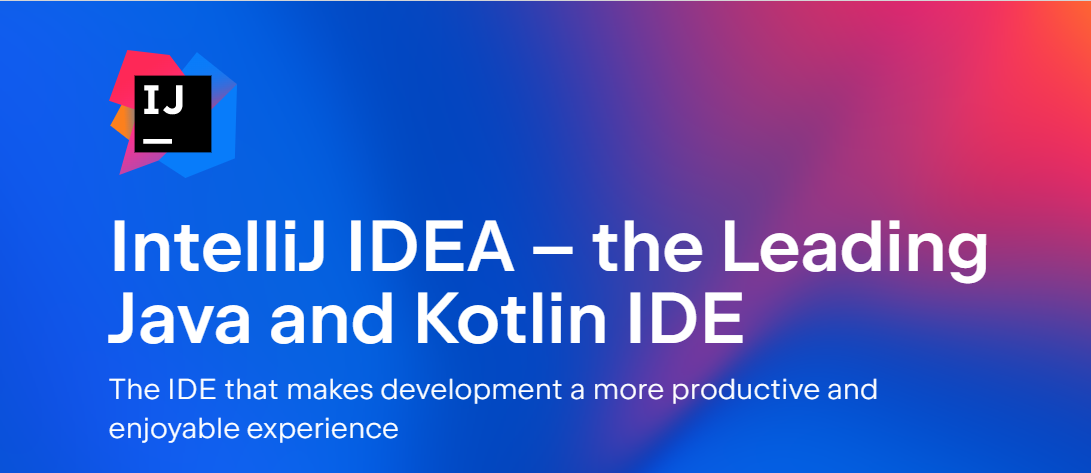 IJ
IntelliJ IDEA – the Leading
Java and Kotlin IDE
The IDE that makes development a more productive and
enjoyable experience